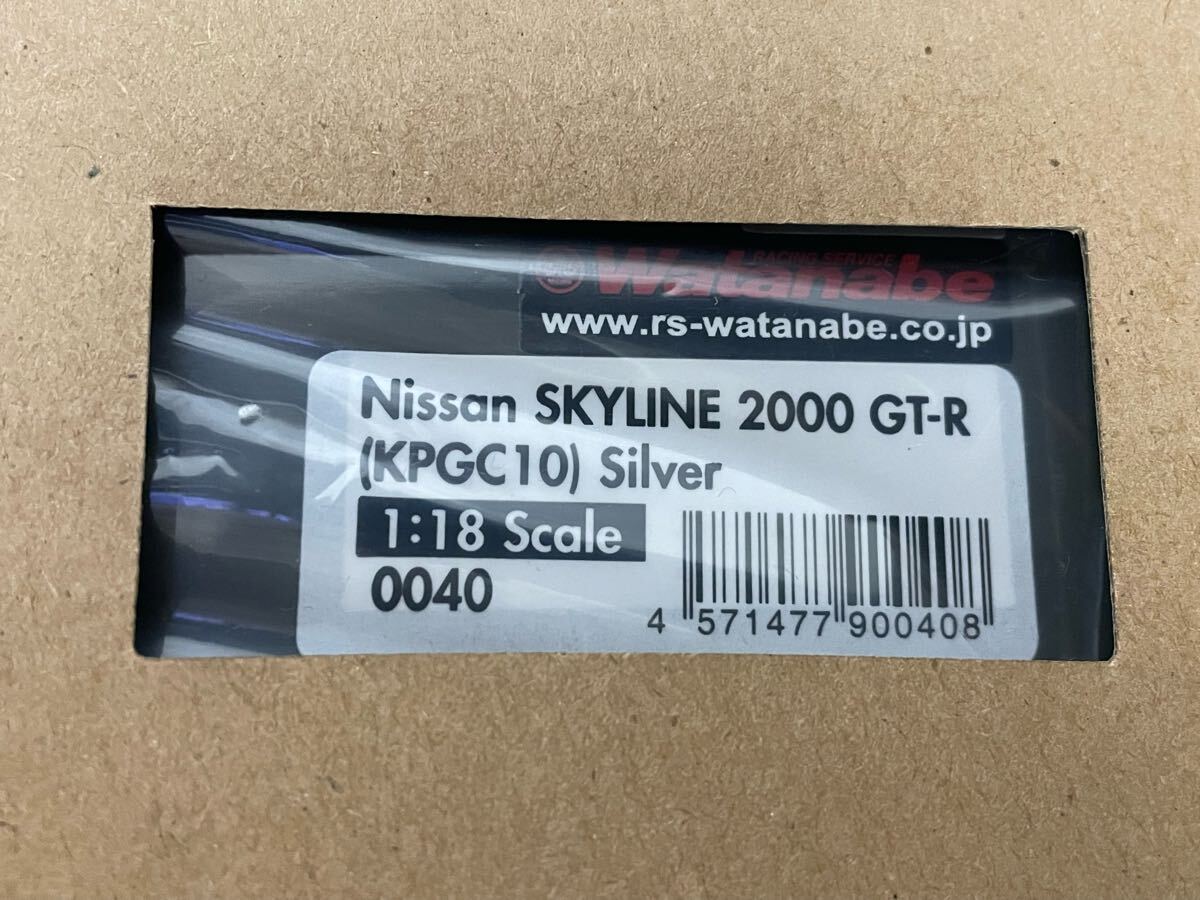 RACING SERVICE
Watanabe
www.rs-watanabe.co.jp
Nissan SKYLINE 2000 GT-R
(KPGC10) Silver
1:18 Scale
0040
4 571477 900408